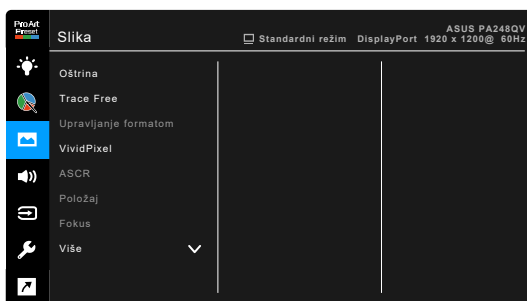 ProArt
Preset
Slika
ASUS PA248QV
Standardni režim DisplayPort 1920 x 1200@ 60Hz
Oštrina
Trace Free
Upravljanje formatom
VividPixel
ASCR
Položaj
Fokus
Više